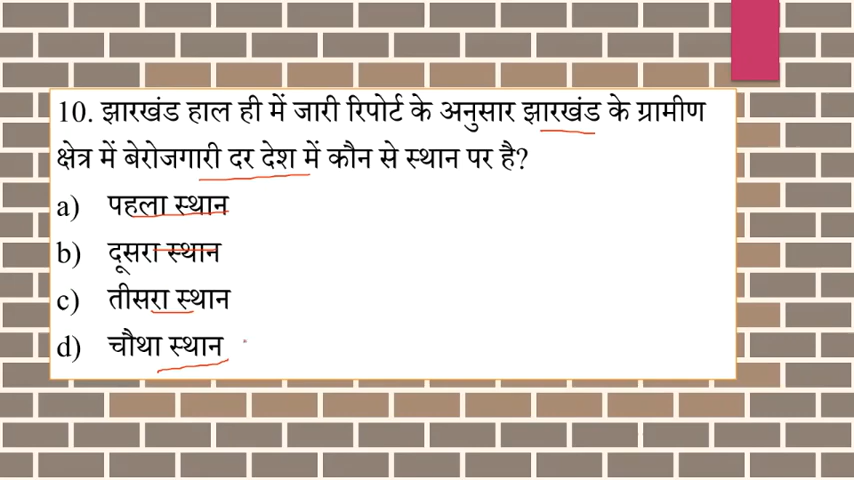 10. झारखंड हाल ही में जारी रिपोर्ट के अनुसार झारखंड के ग्रामीण
क्षेत्र में बेरोजगारी दर देश में कौन से स्थान पर है?
a) पहला स्थान
b) दूसरा स्थान
c) तीसरा स्थान
d) चौथा स्थान